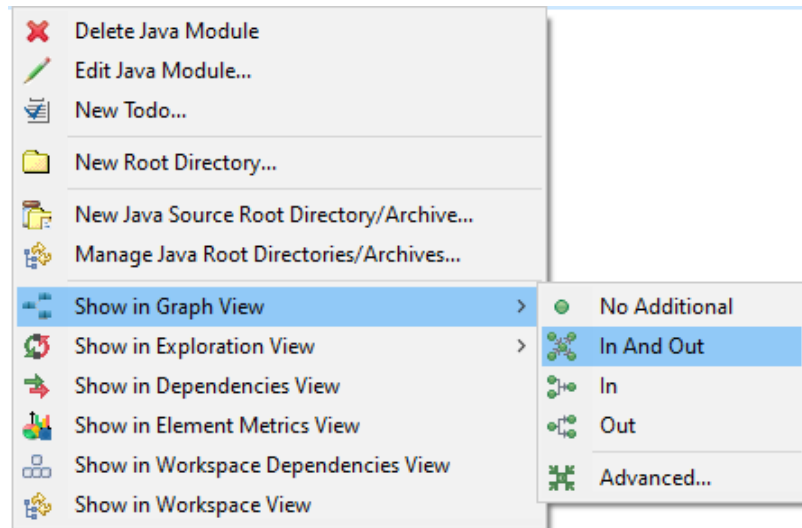 Delete Java Module
Edit Java Module...
New Todo...
New Root Directory...
New Java Source Root Directory/Archive...
Manage Java Root Directories/Archives...
Show in Graph View
Show in Exploration View
Show in Dependencies View
Show in Element Metrics View
Show in Workspace Dependencies View
Show in Workspace View
No Additional
In And Out
In
Out
Advanced...